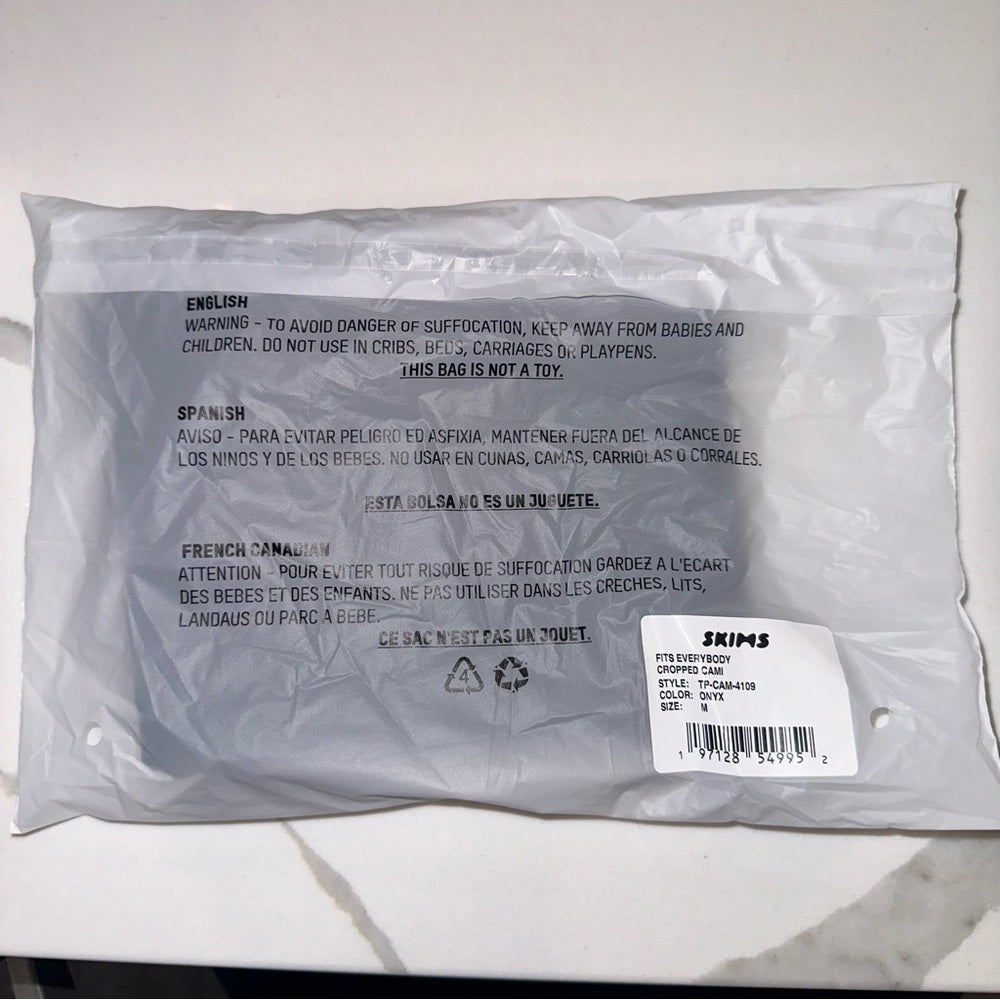 ENGLISH
WARNING - TO AVOID DANGER OF SUFFOCATION, KEEP AWAY FROM BABIES AND
CHILDREN. DO NOT USE IN CRIBS, BEDS, CARRIAGES OR PLAYPENS.
THIS BAG IS NOT A TOY.
SPANISH
AVISO - PARA EVITAR PELIGRO ED ASFIXIA, MANTENER FUERA DEL ALCANCE DE
LOS NINOS Y DE LOS BEBES. NO USAR EN CUNAS, CAMAS, CARRIOLAS O CORRALES.
ESTA BOLSA NO ES UN JUGUETE.
FRENCH CANADIAN
ATTENTION - POUR EVITER TOUT RISQUE DE SUFFOCATION GARDEZ A L'ECART
DES BEBES ET DES ENFANTS. NE PAS UTILISER DANS LES CRECHES, LITS,
LANDAUS OU PARC A BEBE.
CE SAC N'EST PAS UN JOUET.
4
SKIMS
FITS EVERYBODY
CROPPED CAMI
STYLE: TP-CAM-4109
COLOR: ONYX
SIZE: M
1 97128 54995 2